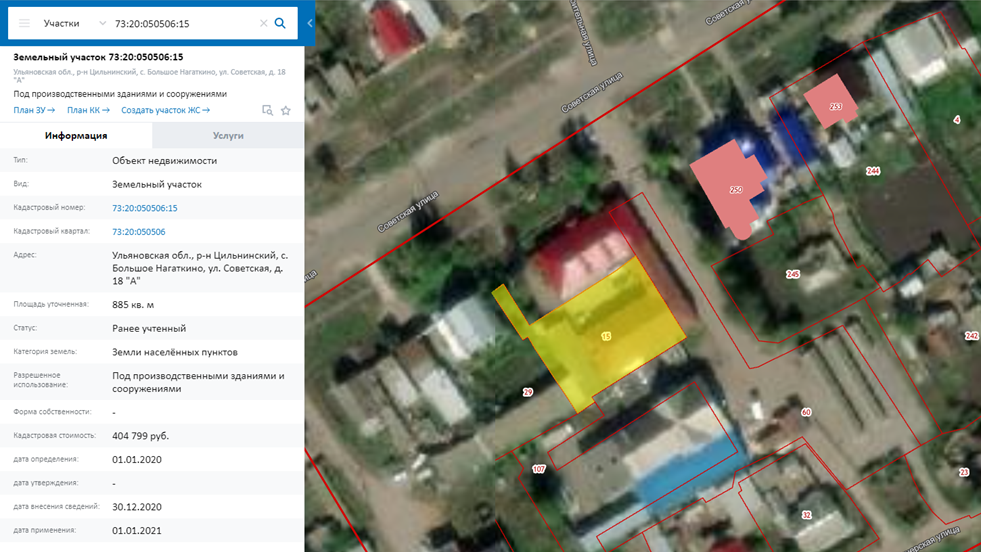 Участки
73:20:050506:15
Земельный участок 73:20:050506:15
Ульяновская обл., р-н Цильнинский, с. Большое Нагаткино, ул. Советская, д. 18
"А"
Под производственными зданиями и сооружениями
План ЗУ →
План КК →
Создать участок ЖС →
Информация
Услуги
Тип:
Объект недвижимости
Вид:
Земельный участок
Кадастровый номер:
73:20:050506:15
Кадастровый квартал:
73:20:050506
Адрес:
Ульяновская обл., р-н Цильнинский, с.
Большое Нагаткино, ул. Советская, д.
18 "А"
Площадь уточненная:
885 кв. м
Статус:
Ранее учтенный
Категория земель:
Земли населённых пунктов
Разрешенное
использование:
Под производственными зданиями и
сооружениями
Форма собственности:
-
Кадастровая стоимость:
404 799 руб.
дата определения:
01.01.2020
дата утверждения:
-
дата внесения сведений:
30.12.2020
дата применения:
01.01.2021
Советская улица
Советская улица
253
4
244
250
245
15
242
29
60
107
23
32